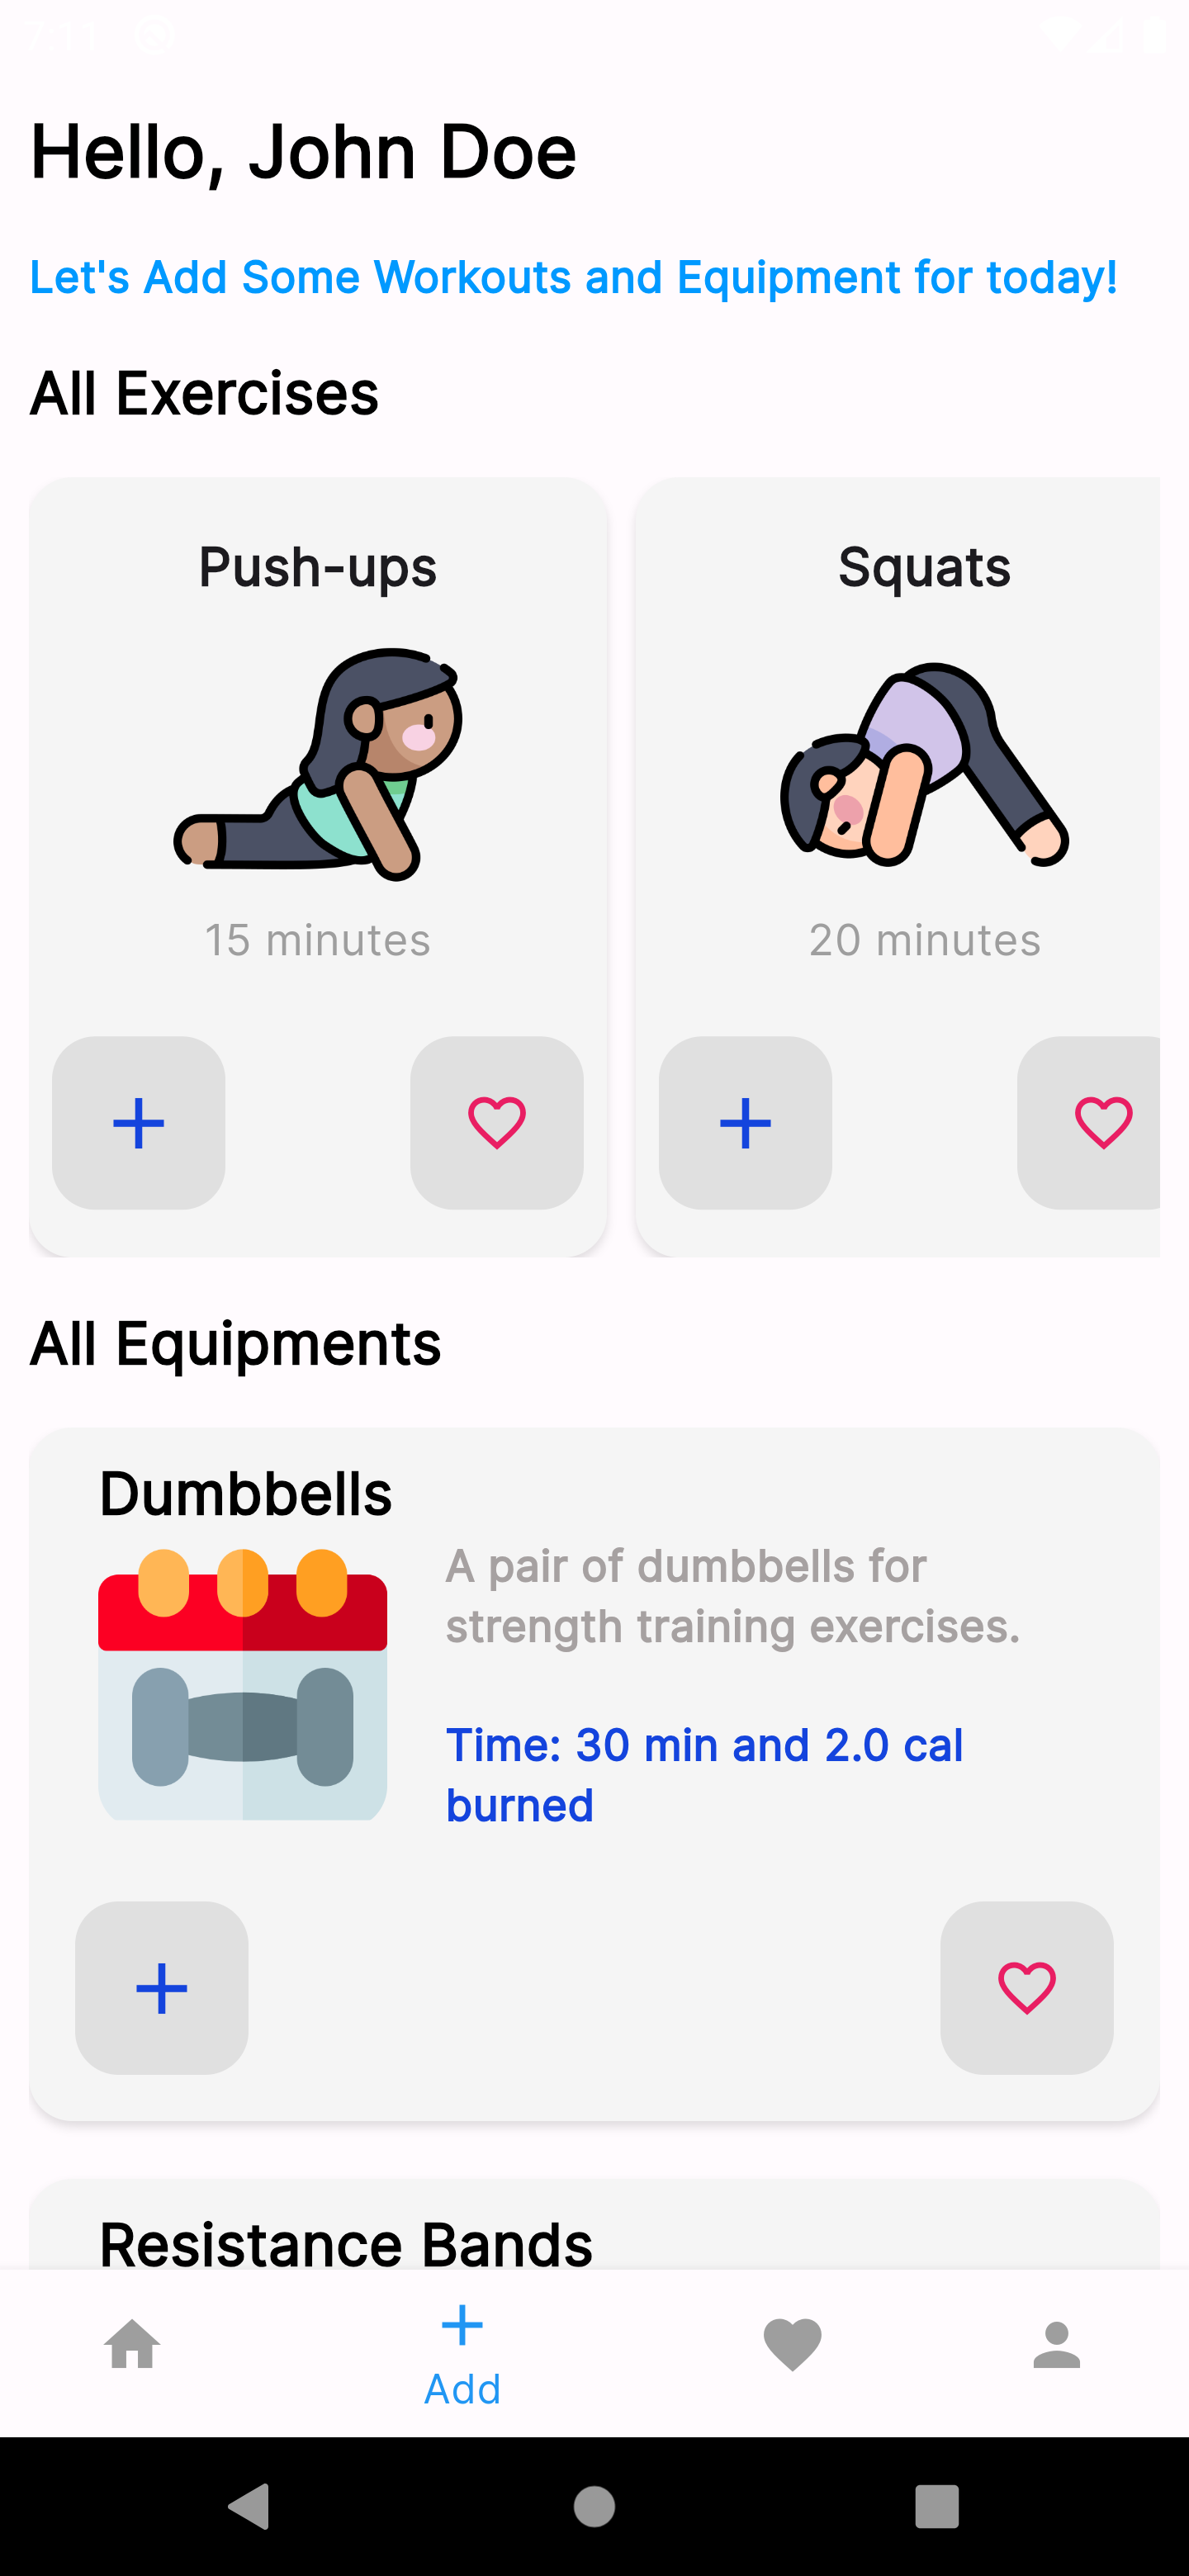 Hello, John Doe
Let's Add Some Workouts and Equipment for today!
All Exercises
Push-ups
Squats
15 minutes
20 minutes
All Equipments
Dumbbells
A pair of dumbbells for
strength training exercises.
Time: 30 min and 2.0 cal
burned
Resistance Bands
Add